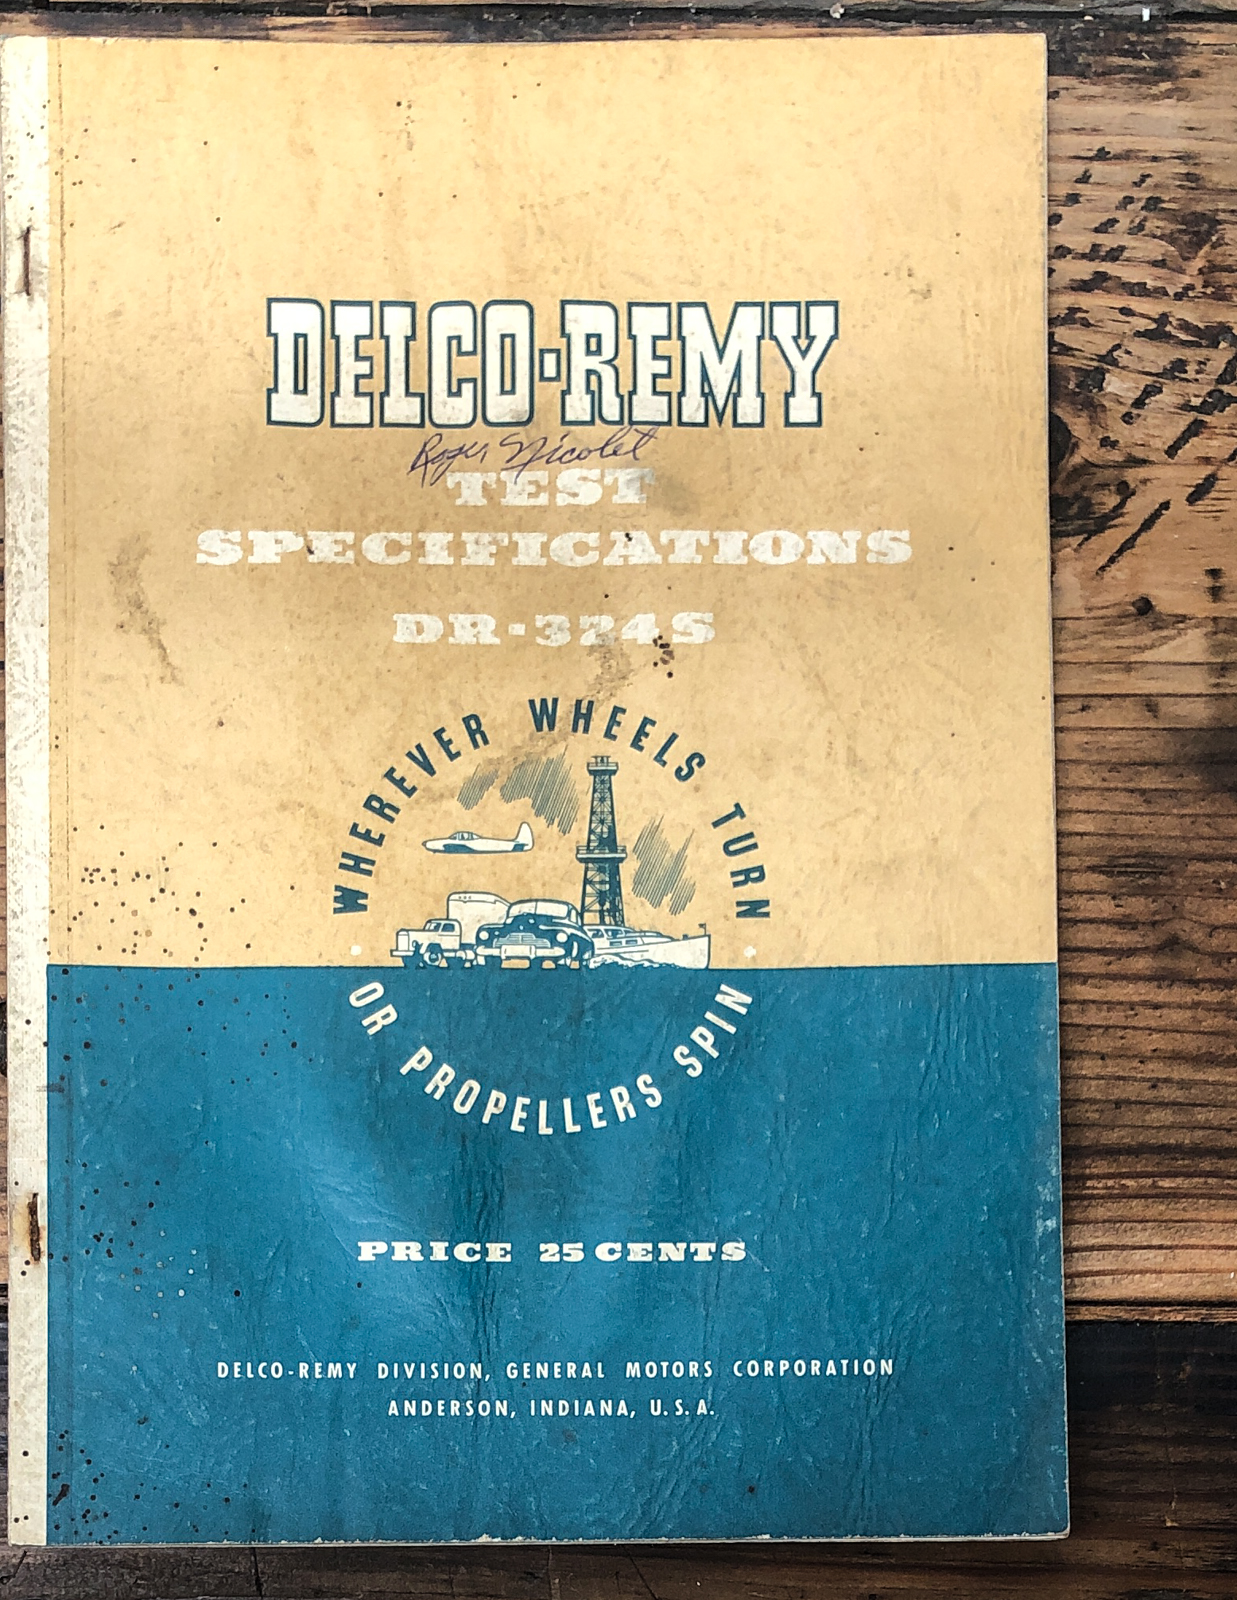 DELCO-REMY
Roger Nicolet
TEST
SPECIFICATIONS
DR-324S
WHEREVER WHEELS TURN
OR PROPELLERS SPIN
PRICE 25 CENTS
DELCO-REMY DIVISION, GENERAL MOTORS CORPORATION
ANDERSON, INDIANA, U.S.A.